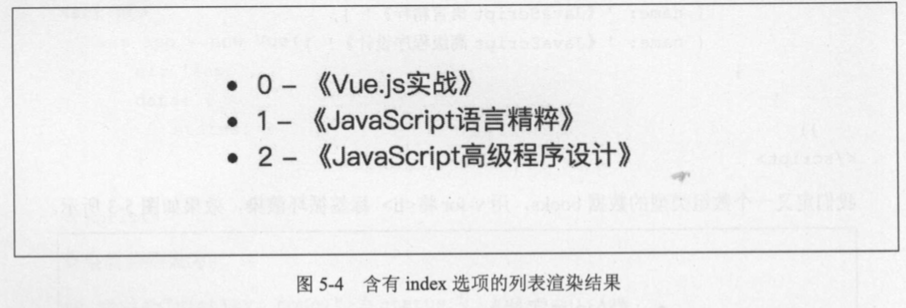 • 0 – 《Vue.js实战》
• 1 – 《JavaScript语言精粹》
• 2 – 《JavaScript高级程序设计》
图 5-4 含有 index 选项的列表渲染结果